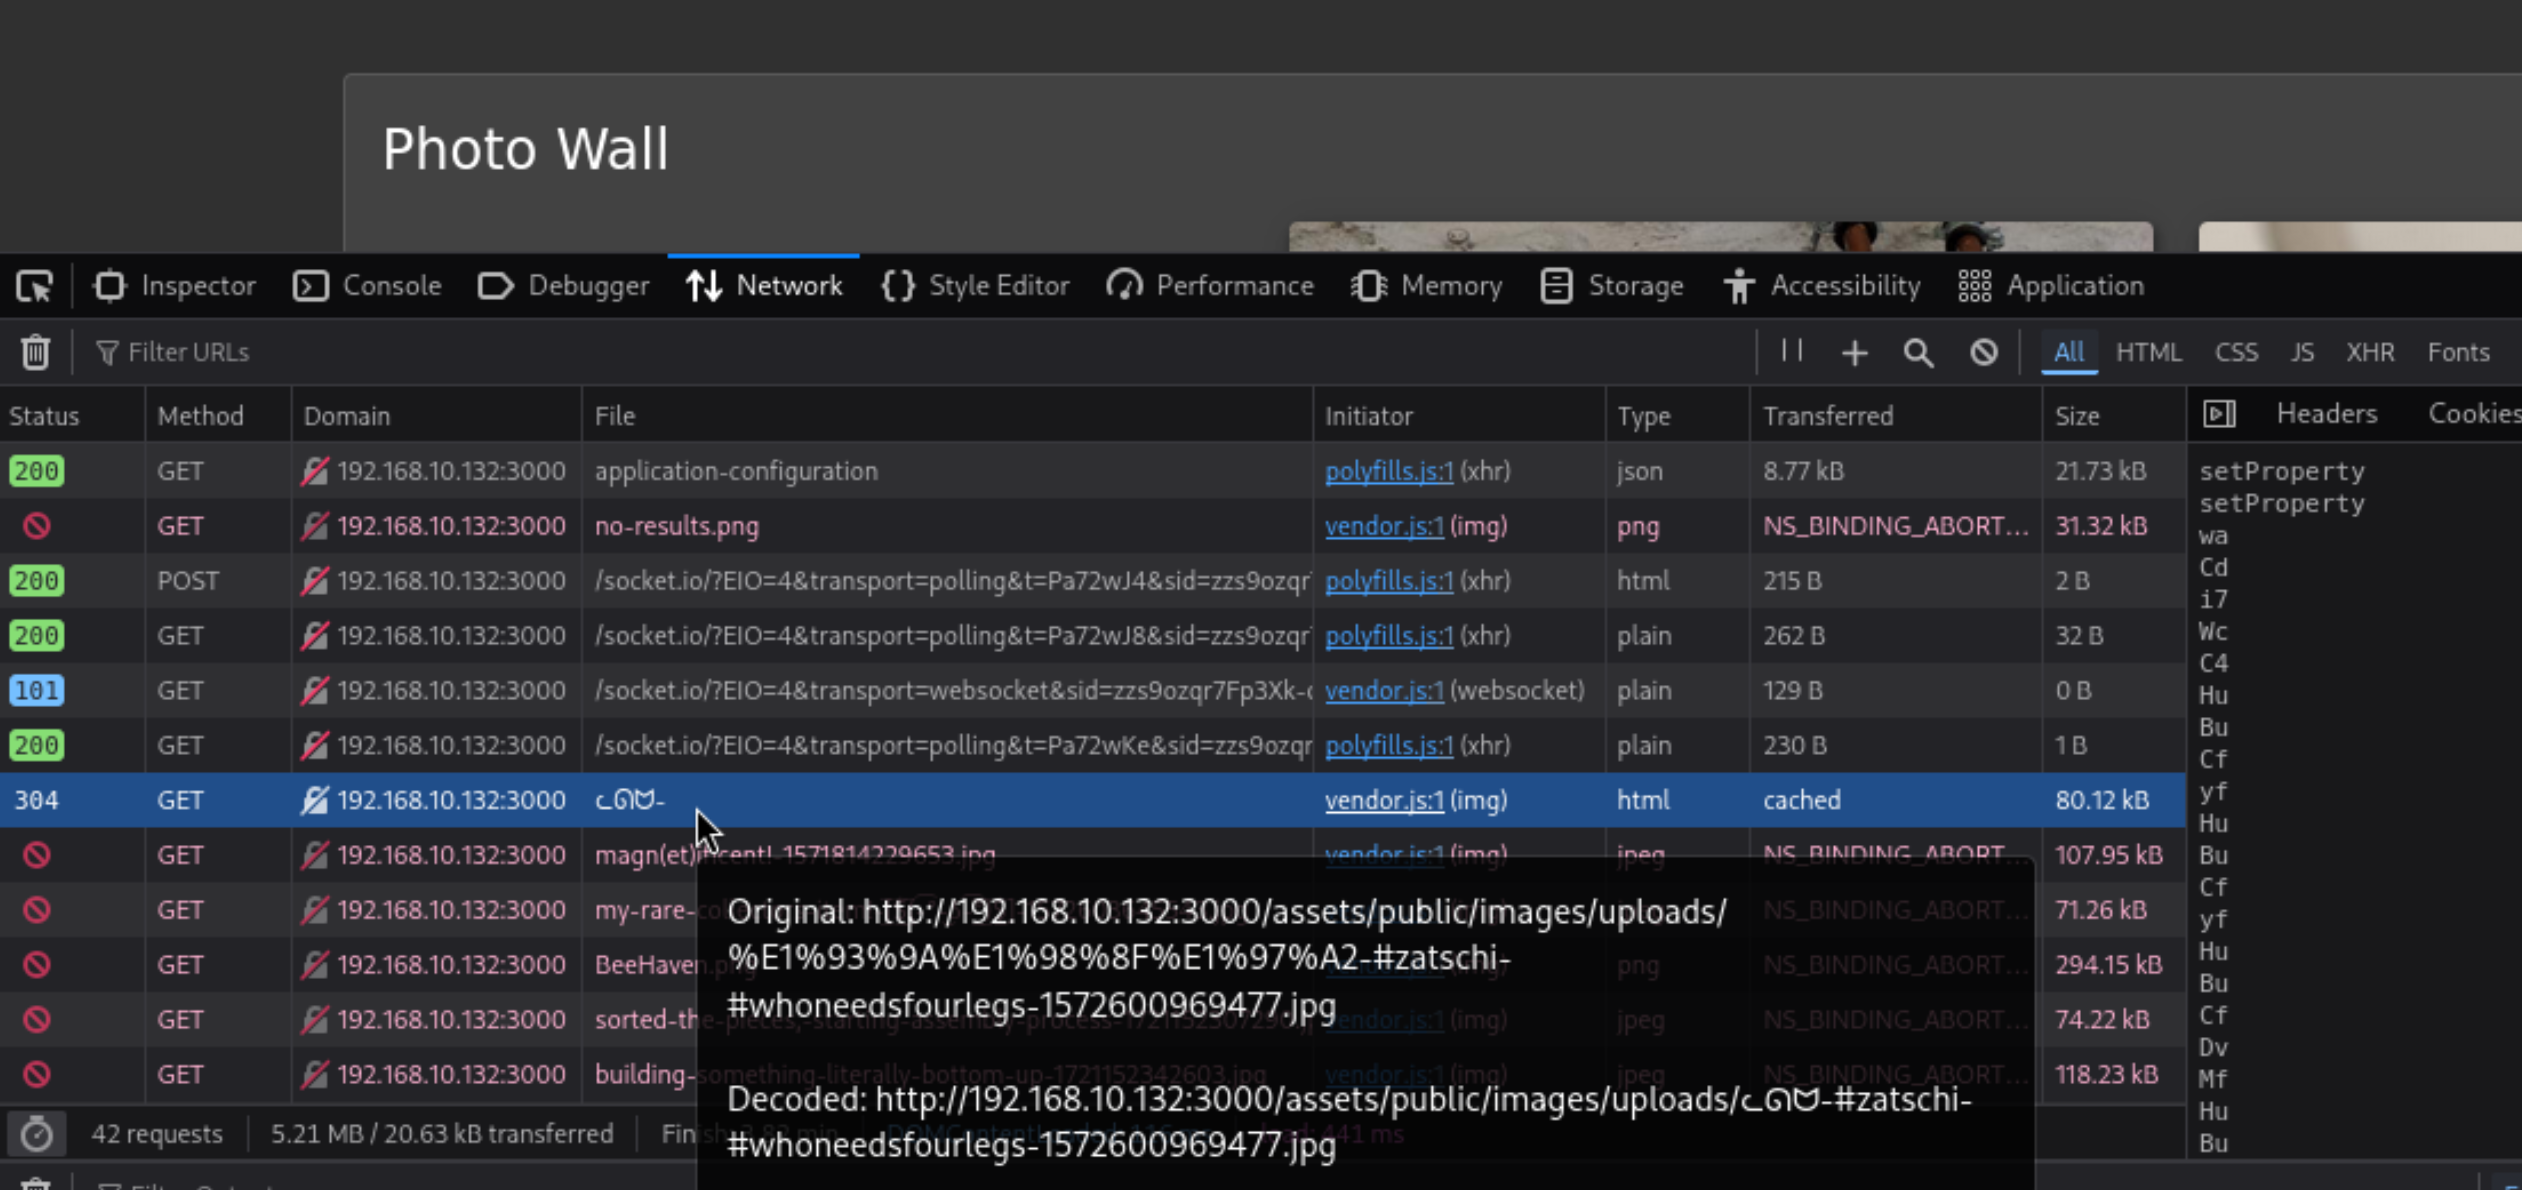 Photo Wall
Inspector Console Debugger Network Style Editor Performance Memory Storage Accessibility Application
Filter URLs All HTML CSS JS XHR Fonts
Status Method Domain File Initiator Type Transferred Size Headers Cookies
200 GET 192.168.10.132:3000 application-configuration polyfills.js:1 (xhr) json 8.77 kB 21.73 kB
GET 192.168.10.132:3000 no-results.png vendor.js:1 (img) png NS_BINDING_ABORT... 31.32 kB
200 POST 192.168.10.132:3000 /socket.io/?EIO=4&transport=polling&t=Pa72wJ4&sid=zzs9ozqr polyfills.js:1 (xhr) html 215 B 2 B
200 GET 192.168.10.132:3000 /socket.io/?EIO=4&transport=polling&t=Pa72wJ8&sid=zzs9ozqr polyfills.js:1 (xhr) plain 262 B 32 B
101 GET 192.168.10.132:3000 /socket.io/?EIO=4&transport=websocket&sid=zzs9ozqr7Fp3Xk- vendor.js:1 (websocket) plain 129 B 0 B
200 GET 192.168.10.132:3000 /socket.io/?EIO=4&transport=polling&t=Pa72wKe&sid=zzs9ozqr polyfills.js:1 (xhr) plain 230 B 1 B
304 GET 192.168.10.132:3000 ᓚᘏᗢ- vendor.js:1 (img) html cached 80.12 kB
GET 192.168.10.132:3000 magn(et)ificent!-1571814229653.jpg vendor.js:1 (img) jpeg NS_BINDING_ABORT... 107.95 kB
GET 192.168.10.132:3000 my-rare- NS_BINDING_ABORT... 71.26 kB
GET 192.168.10.132:3000 BeeHaven.png vendor.js:1 (img) png NS_BINDING_ABORT... 294.15 kB
GET 192.168.10.132:3000 sorted-the-pieces,-starting-assembly-process- vendor.js:1 (img) jpeg NS_BINDING_ABORT... 74.22 kB
GET 192.168.10.132:3000 building-something-literally-bottom-up-1721152342603.jpg vendor.js:1 (img) jpeg NS_BINDING_ABORT... 118.23 kB
42 requests 5.21 MB / 20.63 kB transferred
Original: http://192.168.10.132:3000/assets/public/images/uploads/
%E1%93%9A%E1%98%8F%E1%97%A2-#zatschi-
#whoneedsfourlegs-1572600969477.jpg
Decoded: http://192.168.10.132:3000/assets/public/images/uploads/ᓚᘏᗢ-#zatschi-
#whoneedsfourlegs-1572600969477.jpg
setProperty
setProperty
wa
Cd
i7
Wc
C4
Hu
Bu
Cf
yf
Hu
Bu
Cf
yf
Hu
Bu
Cf
Dv
Mf
Hu
Bu